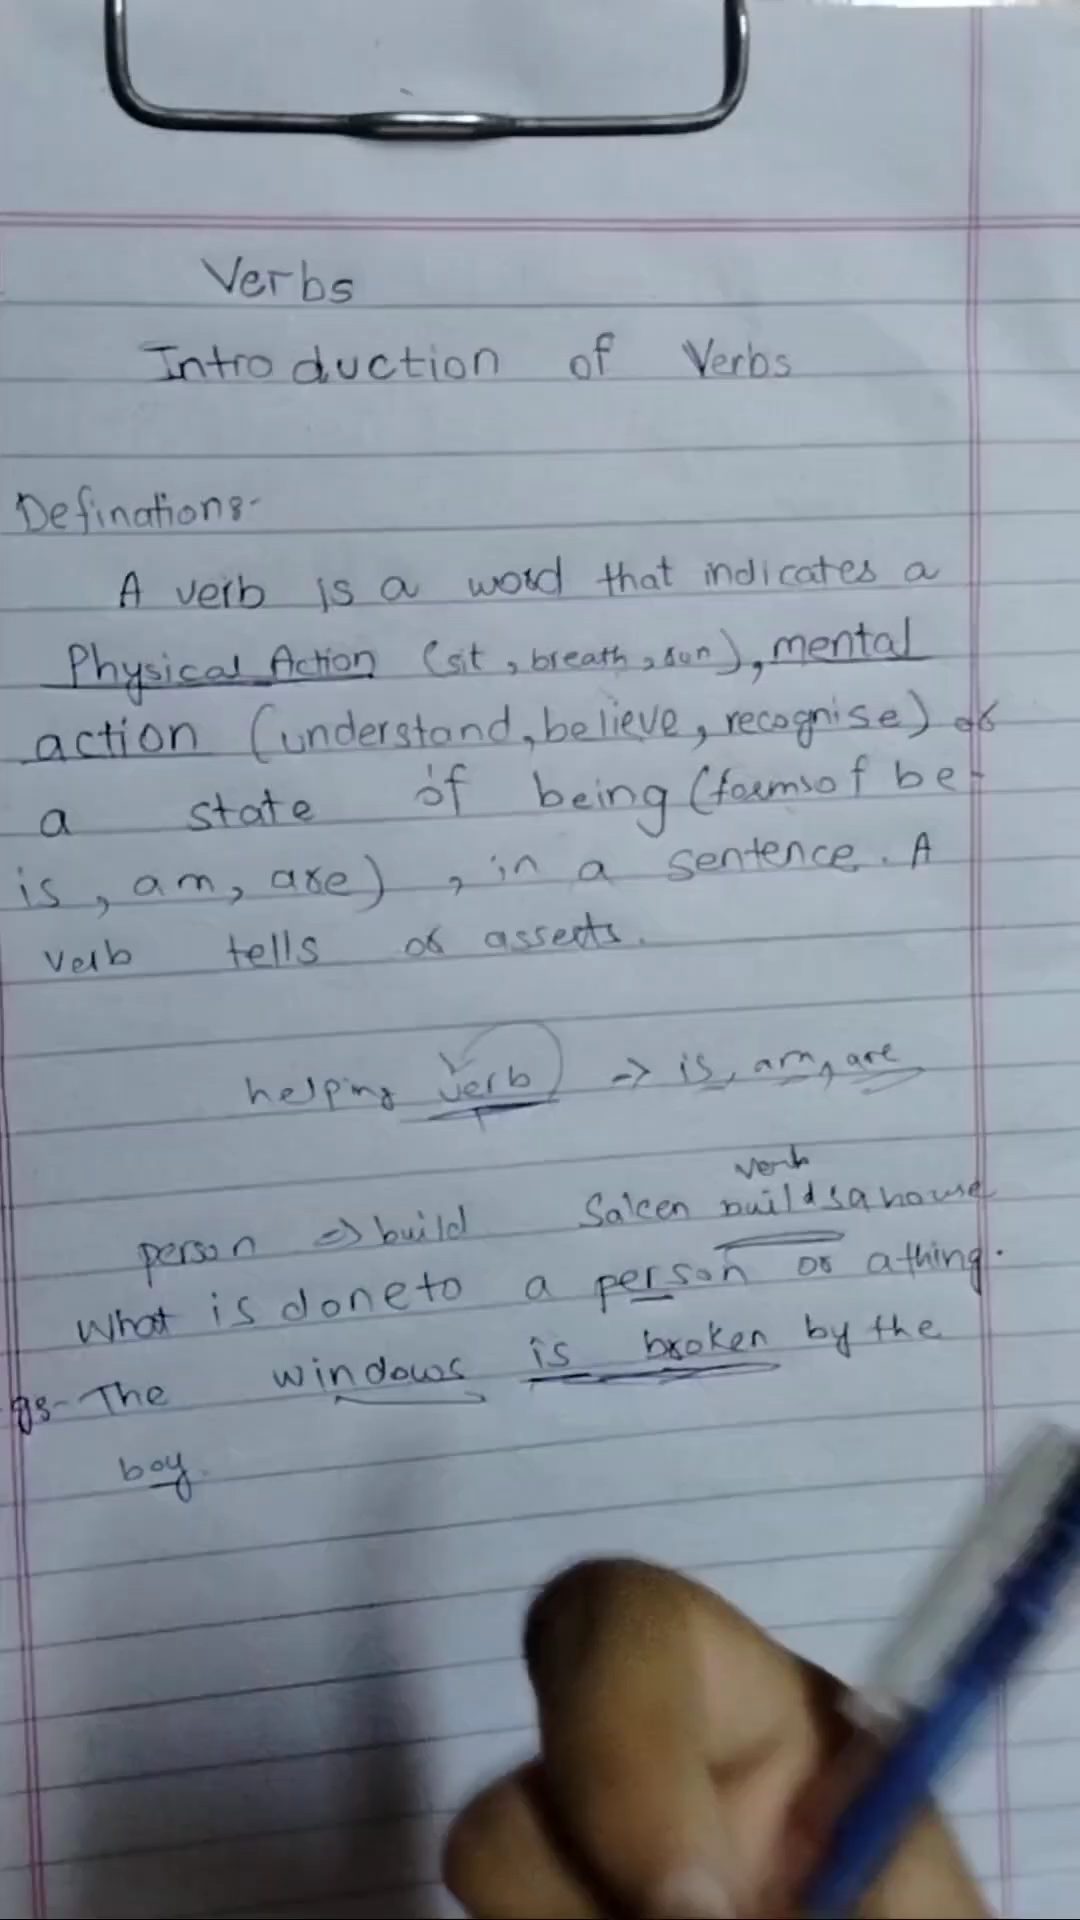 Verbs
Introduction of Verbs
Defination:-
A verb is a word that indicates a
Physical Action (sit, breath, run), mental
action (understand, believe, recognise) or
a state of being (forms of be-
is, am, are), in a sentence. A
verb tells or asserts.
helping verb -> is, am, are
verb
person => build Saleen builds a house
What is done to a person or a thing.
The windows is broken by the
boy.